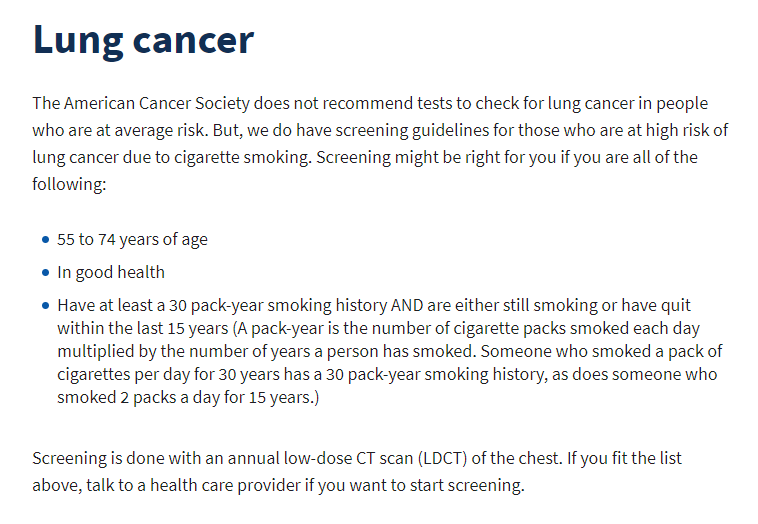 Lung cancer
The American Cancer Society does not recommend tests to check for lung cancer in people
who are at average risk. But, we do have screening guidelines for those who are at high risk of
lung cancer due to cigarette smoking. Screening might be right for you if you are all of the
following:
• 55 to 74 years of age
• In good health
• Have at least a 30 pack-year smoking history AND are either still smoking or have quit
within the last 15 years (A pack-year is the number of cigarette packs smoked each day
multiplied by the number of years a person has smoked. Someone who smoked a pack of
cigarettes per day for 30 years has a 30 pack-year smoking history, as does someone who
smoked 2 packs a day for 15 years.)
Screening is done with an annual low-dose CT scan (LDCT) of the chest. If you fit the list
above, talk to a health care provider if you want to start screening.